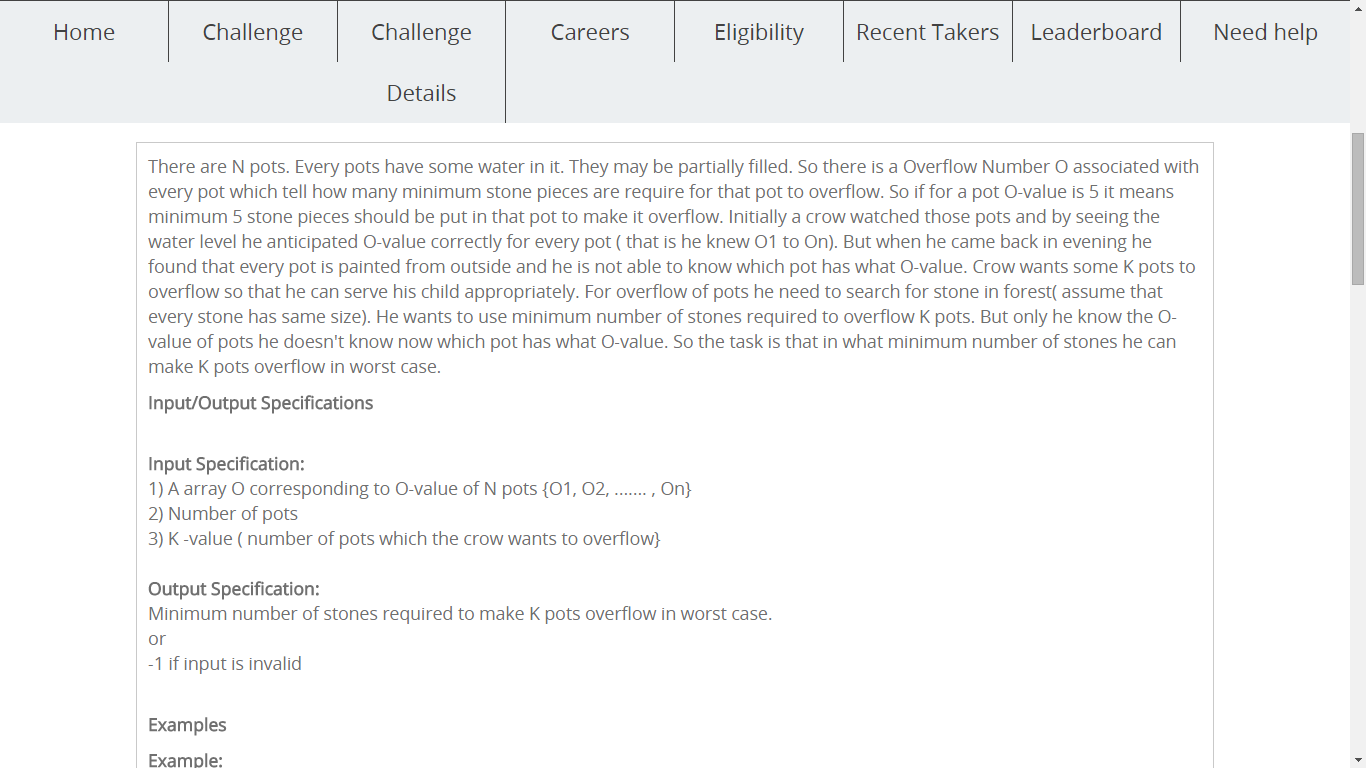 Home
Challenge
Challenge
Details
Careers
Eligibility
Recent Takers
Leaderboard
Need help
There are N pots. Every pots have some water in it. They may be partially filled. So there is a Overflow Number O associated with
every pot which tell how many minimum stone pieces are require for that pot to overflow. So if for a pot O-value is 5 it means
minimum 5 stone pieces should be put in that pot to make it overflow. Initially a crow watched those pots and by seeing the
water level he anticipated O-value correctly for every pot ( that is he knew O1 to On). But when he came back in evening he
found that every pot is painted from outside and he is not able to know which pot has what O-value. Crow wants some K pots to
overflow so that he can serve his child appropriately. For overflow of pots he need to search for stone in forest( assume that
every stone has same size). He wants to use minimum number of stones required to overflow K pots. But only he know the O-
value of pots he doesn't know now which pot has what O-value. So the task is that in what minimum number of stones he can
make K pots overflow in worst case.
Input/Output Specifications
Input Specification:
1) A array O corresponding to O-value of N pots {O1, O2, ....... , On}
2) Number of pots
3) K -value ( number of pots which the crow wants to overflow}
Output Specification:
Minimum number of stones required to make K pots overflow in worst case.
or
-1 if input is invalid
Examples
Example: